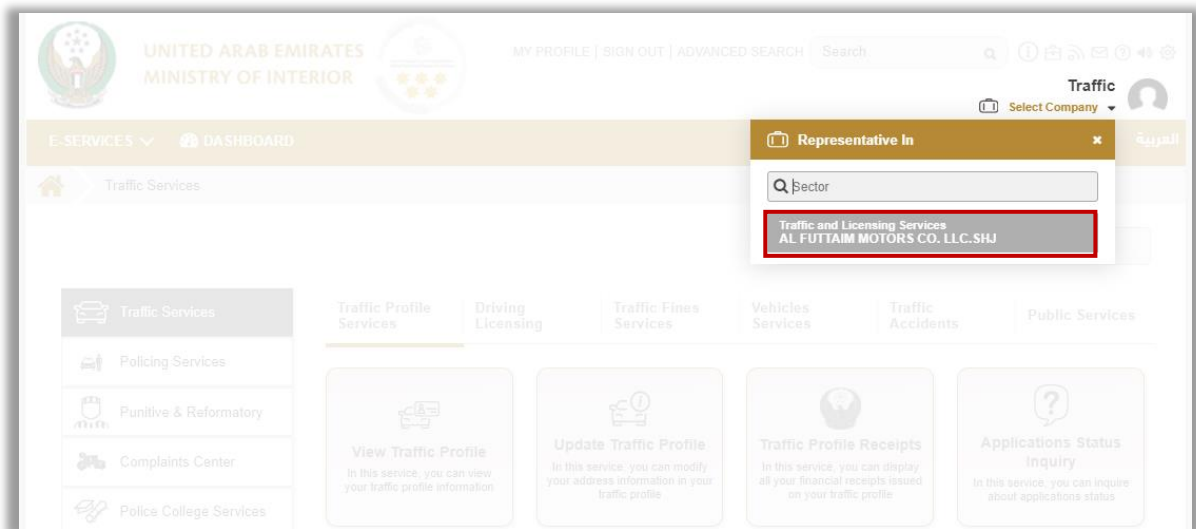 UNITED ARAB EMIRATES
MINISTRY OF INTERIOR
MY PROFILE | SIGN OUT | ADVANCED SEARCH
Search
Traffic
Select Company
E-SERVICES
DASHBOARD
Representative In
العربية
Traffic Services
Sector
Traffic and Licensing Services
AL FUTTAIM MOTORS CO. LLC.SHJ
Traffic Services
Policing Services
Punitive & Reformatory
Complaints Center
Police College Services
Traffic Profile
Services
Driving
Licensing
Traffic Fines
Services
Vehicles
Services
Traffic
Accidents
Public Services
View Traffic Profile
In this service, you can view
your traffic profile information
Update Traffic Profile
In this service, you can modify
your address information in your
traffic profile
Traffic Profile Receipts
In this service, you can display
all your financial receipts issued
on your traffic profile
Applications Status
Inquiry
In this service, you can inquire
about applications status